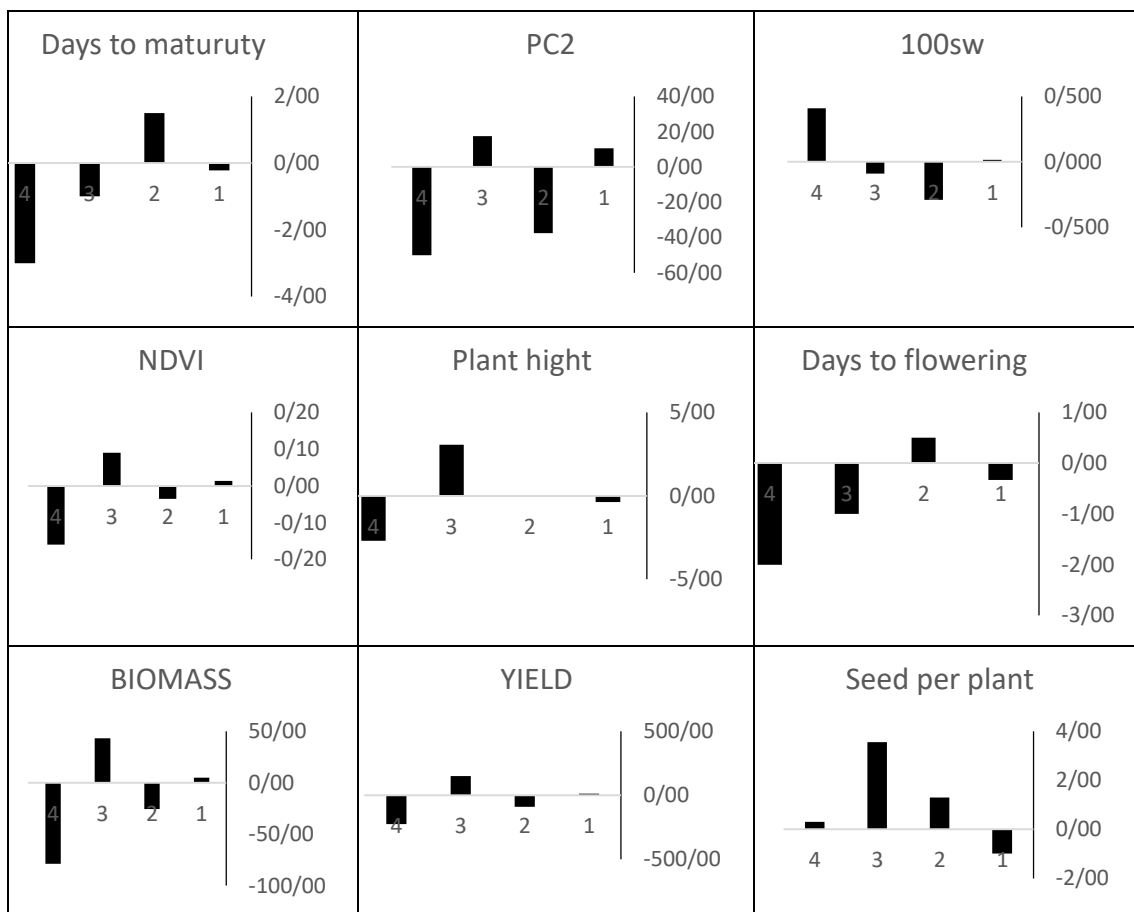 Days to maturuty
2/00
0/00
-2/00
-4/00
4 3 2 1
PC2
40/00
20/00
0/00
-20/00
-40/00
-60/00
4 3 2 1
100sw
0/500
0/000
-0/500
4 3 2 1
NDVI
0/20
0/10
0/00
-0/10
-0/20
4 3 2 1
Plant hight
5/00
0/00
-5/00
4 3 2 1
Days to flowering
1/00
0/00
-1/00
-2/00
-3/00
4 3 2 1
BIOMASS
50/00
0/00
-50/00
-100/00
4 3 2 1
YIELD
500/00
0/00
-500/00
4 3 2 1
Seed per plant
4/00
2/00
0/00
-2/00
4 3 2 1